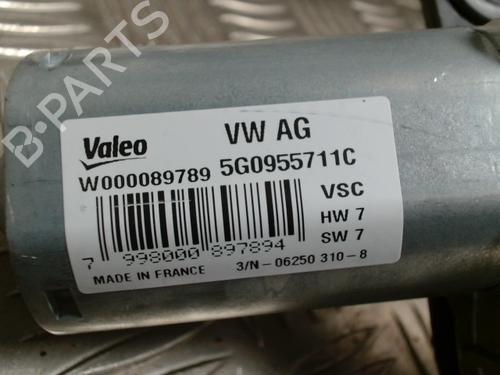 B-PARTS
Valeo VW AG
W000089789 5G0955711C
VSC
HW 7
7 998000 897894 SW 7
MADE IN FRANCE 3/N - 06250 310-8